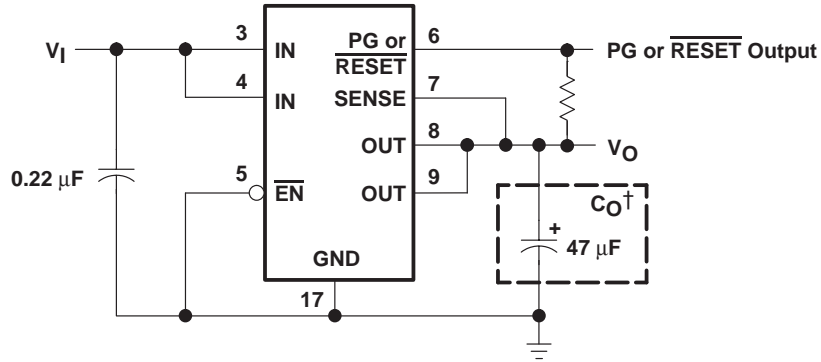 V_I
3
IN
4
IN
PG or
RESET
6
PG or RESET Output
SENSE
7
OUT
8
V_O
OUT
9
0.22 μF
5
EN
C_O†
+
47 μF
GND
17